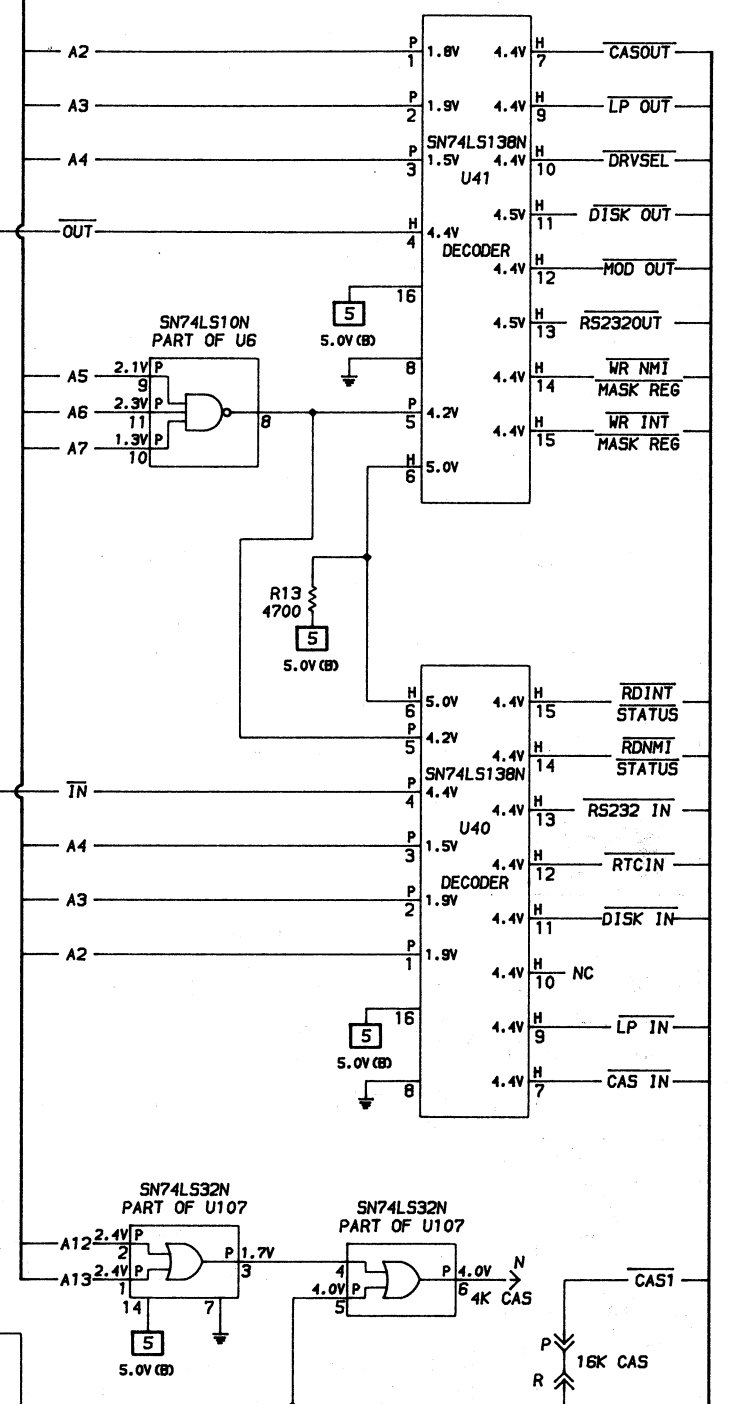 A2 P 1 1.8V 4.4V H 7 CASOUT
A3 P 2 1.9V 4.4V H 9 LP OUT
SN74LS138N
A4 P 3 1.5V 4.4V H 10 DRVSEL
U41
4.5V H 11 DISK OUT
OUT H 4 4.4V
DECODER
4.4V H 12 MOD OUT
16
5
5.0V(B)
4.5V H 13 RS232OUT
SN74LS10N
PART OF U6
8
4.4V H 14 WR NMI
MASK REG
A5 2.1V P 9
A6 2.3V P 11
8
P 5 4.2V
4.4V H 15 WR INT
MASK REG
A7 1.3V P 10
H 6 5.0V
R13
4700
5
5.0V(B)
H 6 5.0V 4.4V H 15 RDINT
STATUS
P 5 4.2V
4.4V H 14 RDNMI
STATUS
SN74LS138N
IN P 4 4.4V
4.4V H 13 RS232 IN
U40
A4 P 3 1.5V
4.4V H 12 RTCIN
DECODER
A3 P 2 1.9V
4.4V H 11 DISK IN
A2 P 1 1.9V
4.4V H 10 NC
16
5
5.0V(B)
4.4V H 9 LP IN
8
4.4V H 7 CAS IN
SN74LS32N
PART OF U107
SN74LS32N
PART OF U107
A12 2.4V P 2
P 1.7V 3
4
A13 2.4V P 1
14
7
5
5.0V(B)
4.0V P 5
P 4.0V 6
N
4K CAS
CAS1
P
16K CAS
R